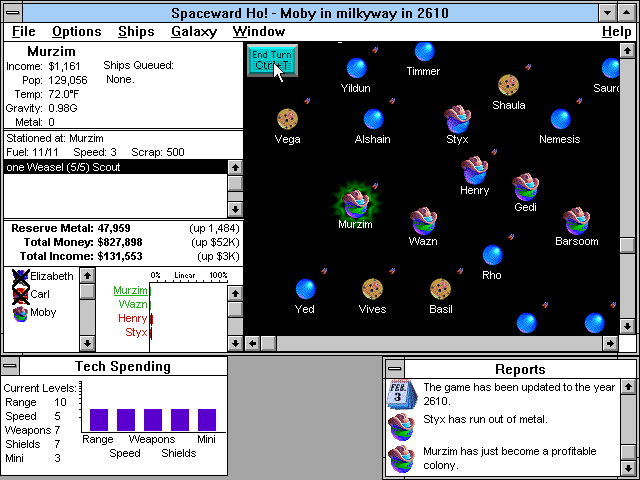 Spaceward Ho! - Moby in milkyway in 2610
File Options Ships Galaxy Window Help
Murzim
Income: $1,161
Pop: 129,056
Temp: 72.0°F
Gravity: 0.98G
Metal: 0
Ships Queued:
None.
Stationed at: Murzim
Fuel: 11/11 Speed: 3 Scrap: 500
one Weasel (5/5) Scout
Reserve Metal: 47,959 (up 1,484)
Total Money: $827,898 (up $52K)
Total Income: $131,553 (up $3K)
Elizabeth
Carl
Moby
0% Linear 100%
Murzim
Wazn
Henry
Styx
End Turn
Ctrl+T
Timmer
Yildun
Shaula
Vega
Alshain
Styx
Nemesis
Henry
Gedi
Murzim
Wazn
Barsoom
Rho
Yed
Vives
Basil
Tech Spending
Current Levels:
Range 10
Speed 5
Weapons 7
Shields 7
Mini 3
Range Weapons Mini
Speed Shields
Reports
FEB.
3
The game has been updated to the year
2610.
Styx has run out of metal.
Murzim has just become a profitable
colony.